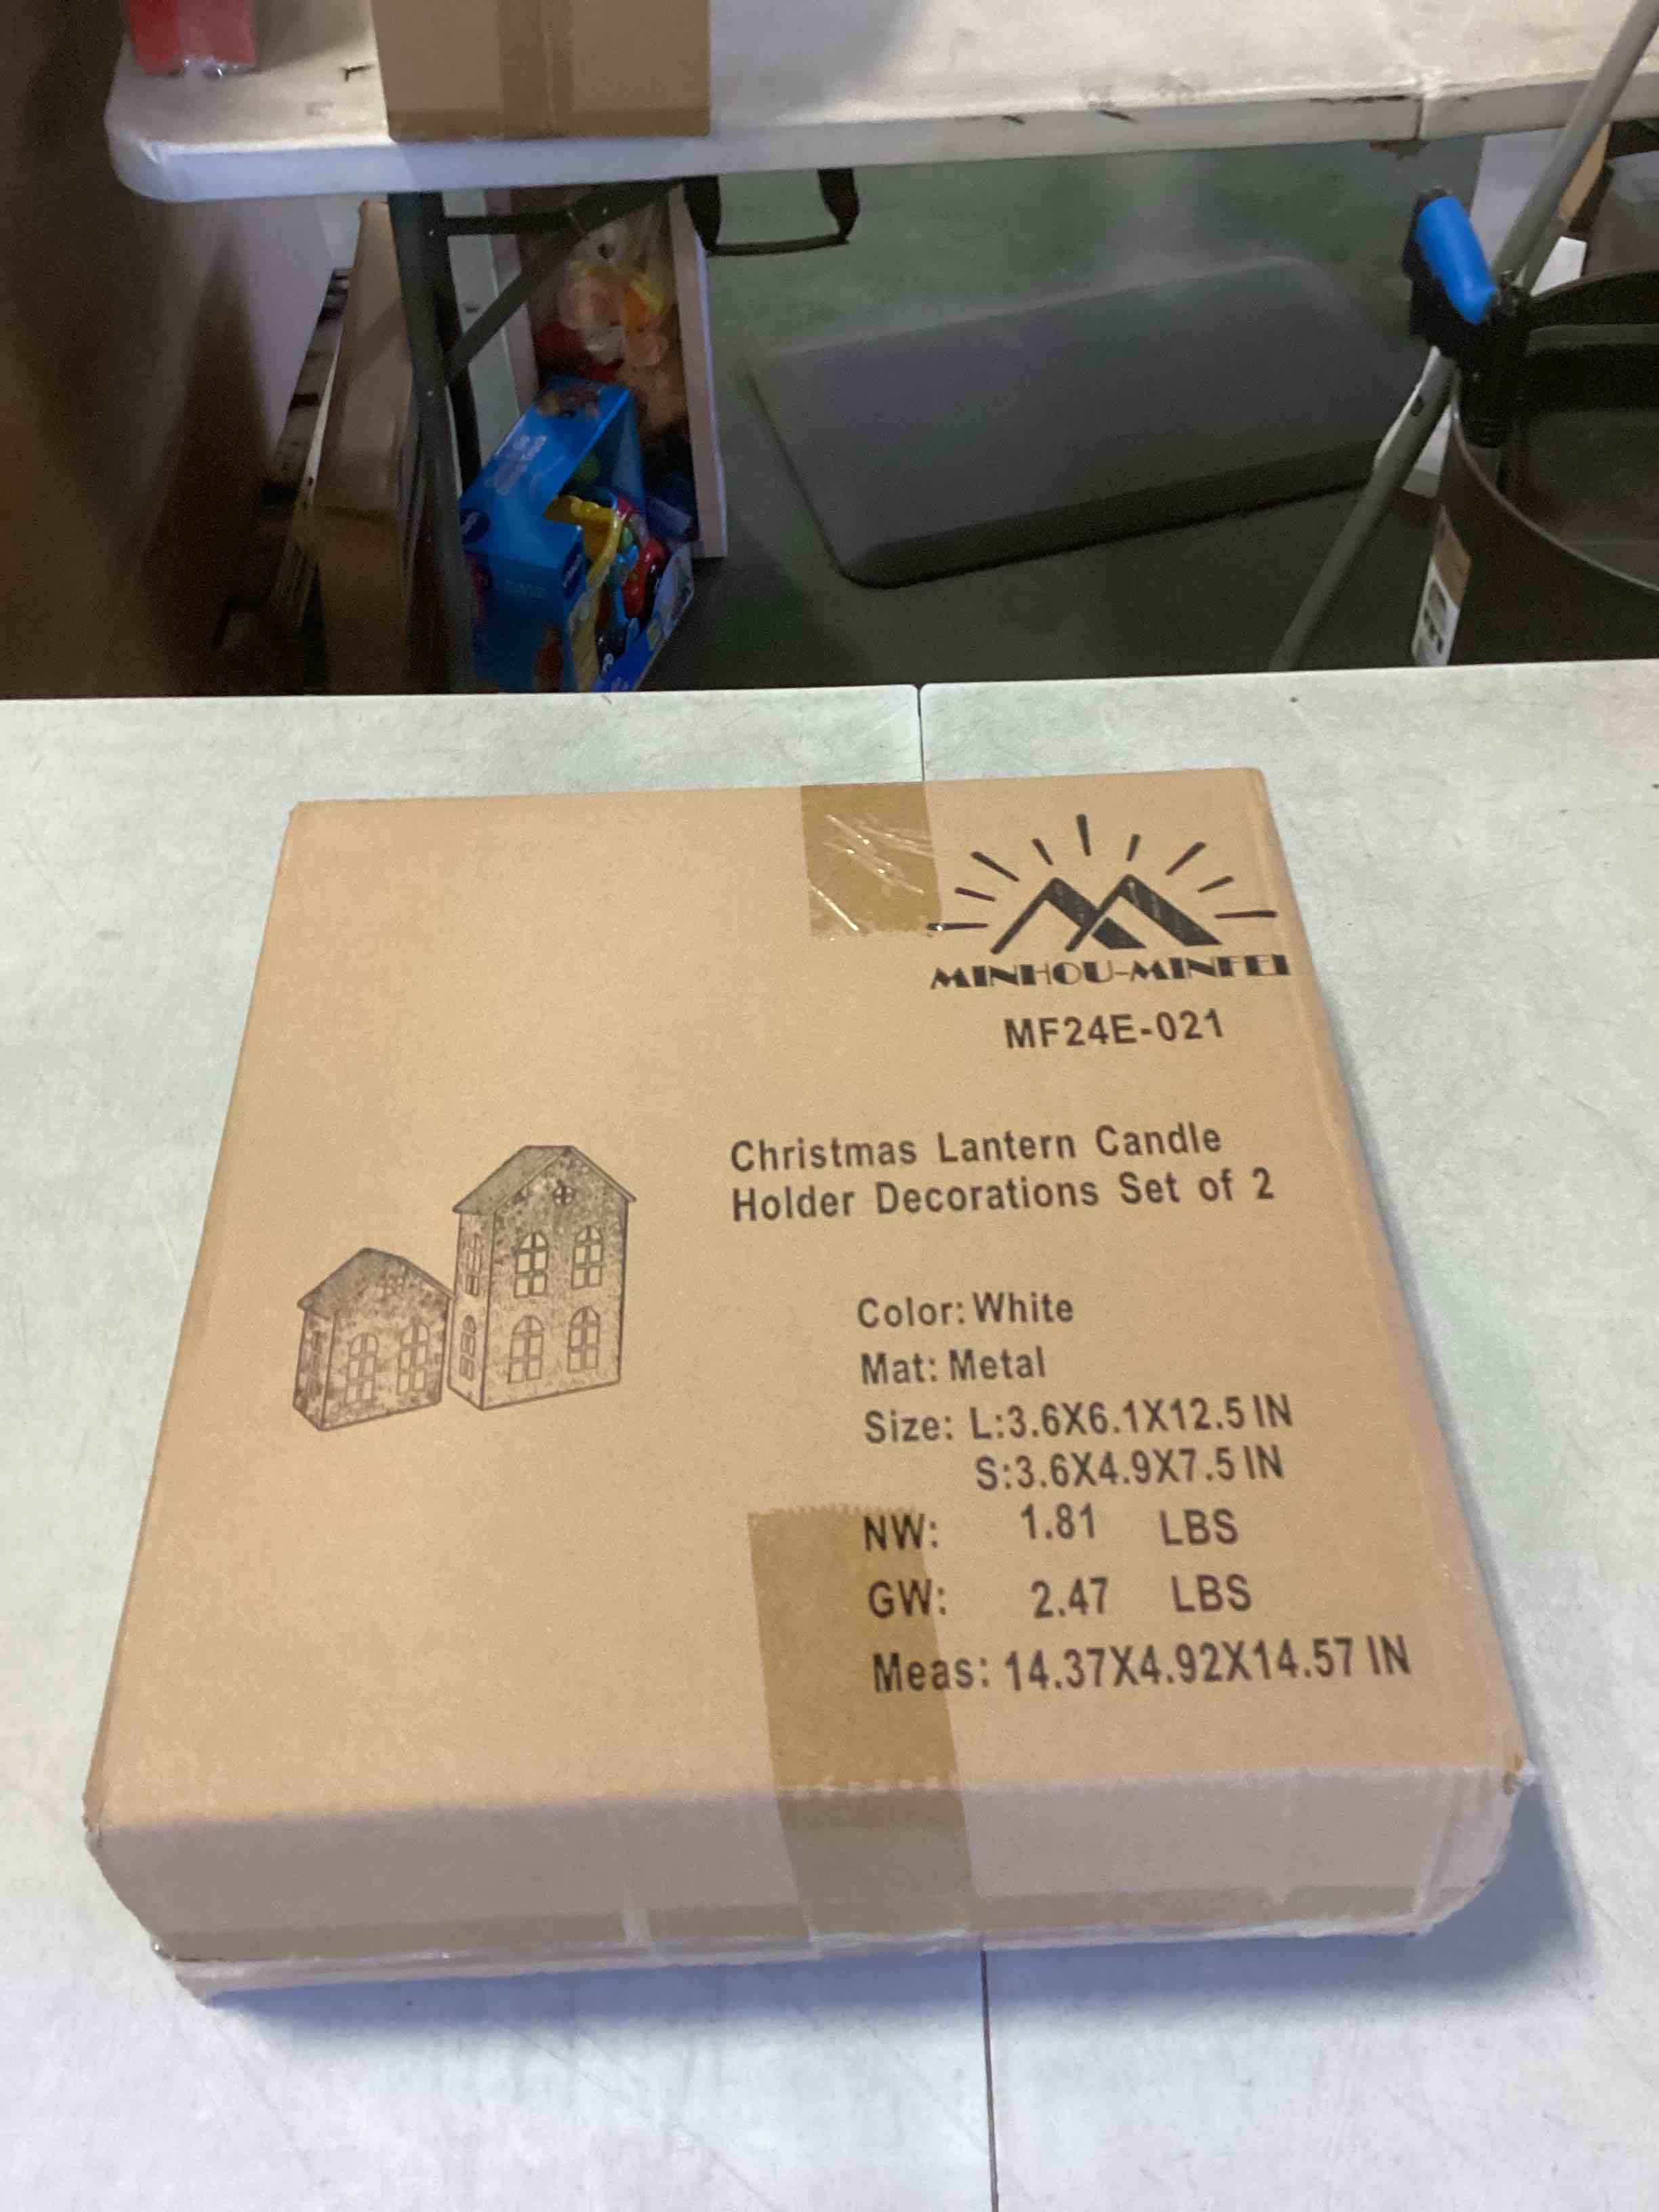 MINHOU-MINFEI
MF24E-021
Christmas Lantern Candle
Holder Decorations Set of 2
Color: White
Mat: Metal
Size: L:3.6X6.1X12.5 IN
S:3.6X4.9X7.5 IN
NW: 1.81 LBS
GW: 2.47 LBS
Meas: 14.37X4.92X14.57 IN